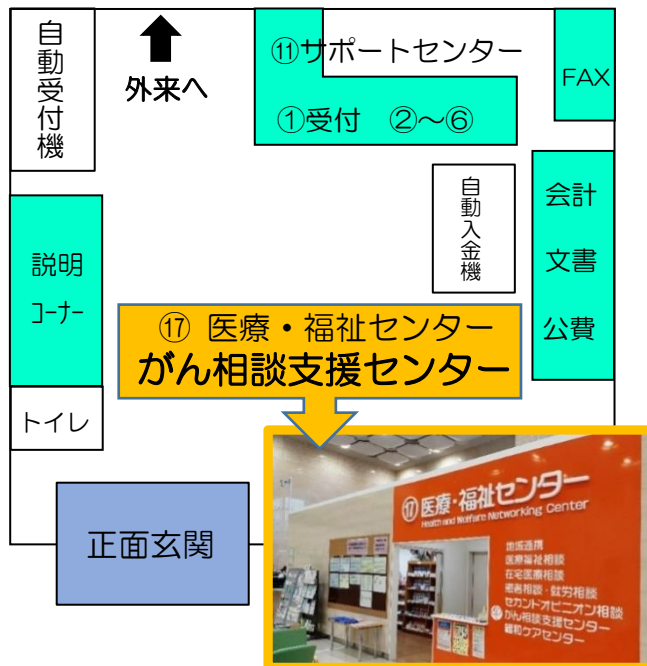 自動受付機
外来へ
⑪サポートセンター
①受付 ②～⑥
FAX
自動入金機
会計
文書
公費
説明
ｺｰﾅｰ
⑰ 医療・福祉センター
がん相談支援センター
トイレ
正面玄関
⑰医療・福祉センター
Health and Welfare Networking Center
地域連携
医療福祉相談
在宅医療相談
患者相談・就労相談
セカンドオピニオン相談
がん相談支援センター
緩和ケアセンター